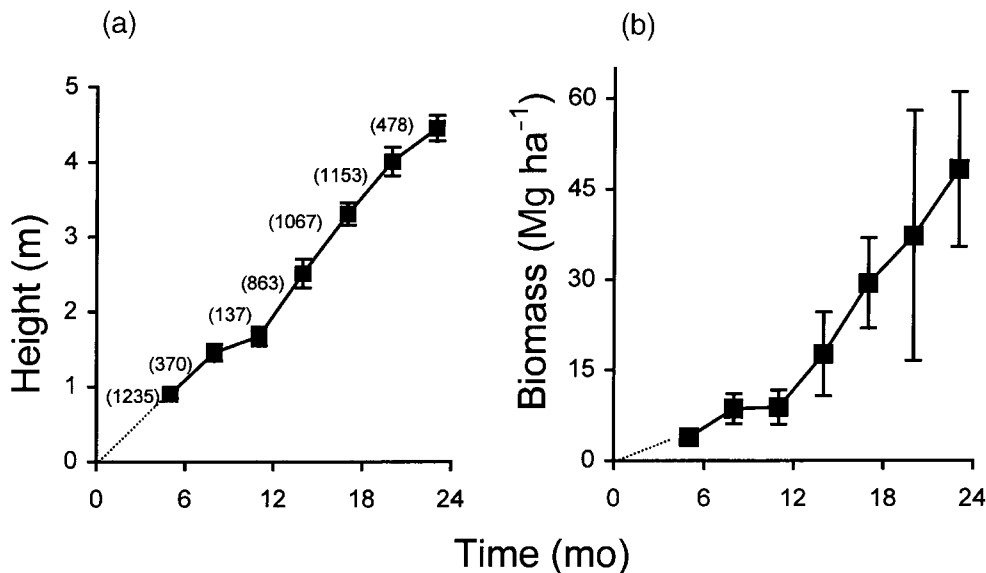 (a)
Height (m)
5
4
3
2
1
0
(478)
(1153)
(1067)
(863)
(137)
(370)
(1235)
0 6 12 18 24
(b)
Biomass (Mg ha⁻¹)
60
45
30
15
0
0 6 12 18 24
Time (mo)